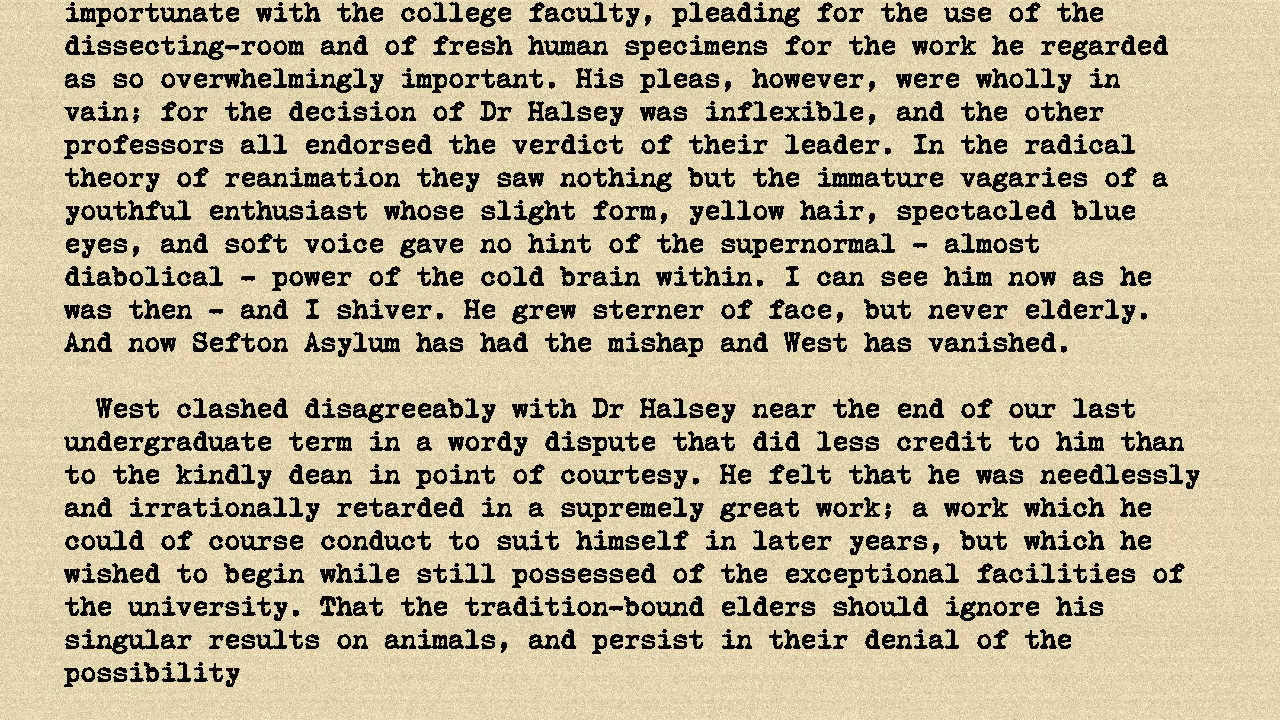 importunate with the college faculty, pleading for the use of the
dissecting-room and of fresh human specimens for the work he regarded
as so overwhelmingly important. His pleas, however, were wholly in
vain; for the decision of Dr Halsey was inflexible, and the other
professors all endorsed the verdict of their leader. In the radical
theory of reanimation they saw nothing but the immature vagaries of a
youthful enthusiast whose slight form, yellow hair, spectacled blue
eyes, and soft voice gave no hint of the supernormal - almost
diabolical - power of the cold brain within. I can see him now as he
was then - and I shiver. He grew sterner of face, but never elderly.
And now Sefton Asylum has had the mishap and West has vanished.

West clashed disagreeably with Dr Halsey near the end of our last
undergraduate term in a wordy dispute that did less credit to him than
to the kindly dean in point of courtesy. He felt that he was needlessly
and irrationally retarded in a supremely great work; a work which he
could of course conduct to suit himself in later years, but which he
wished to begin while still possessed of the exceptional facilities of
the university. That the tradition-bound elders should ignore his
singular results on animals, and persist in their denial of the
possibility